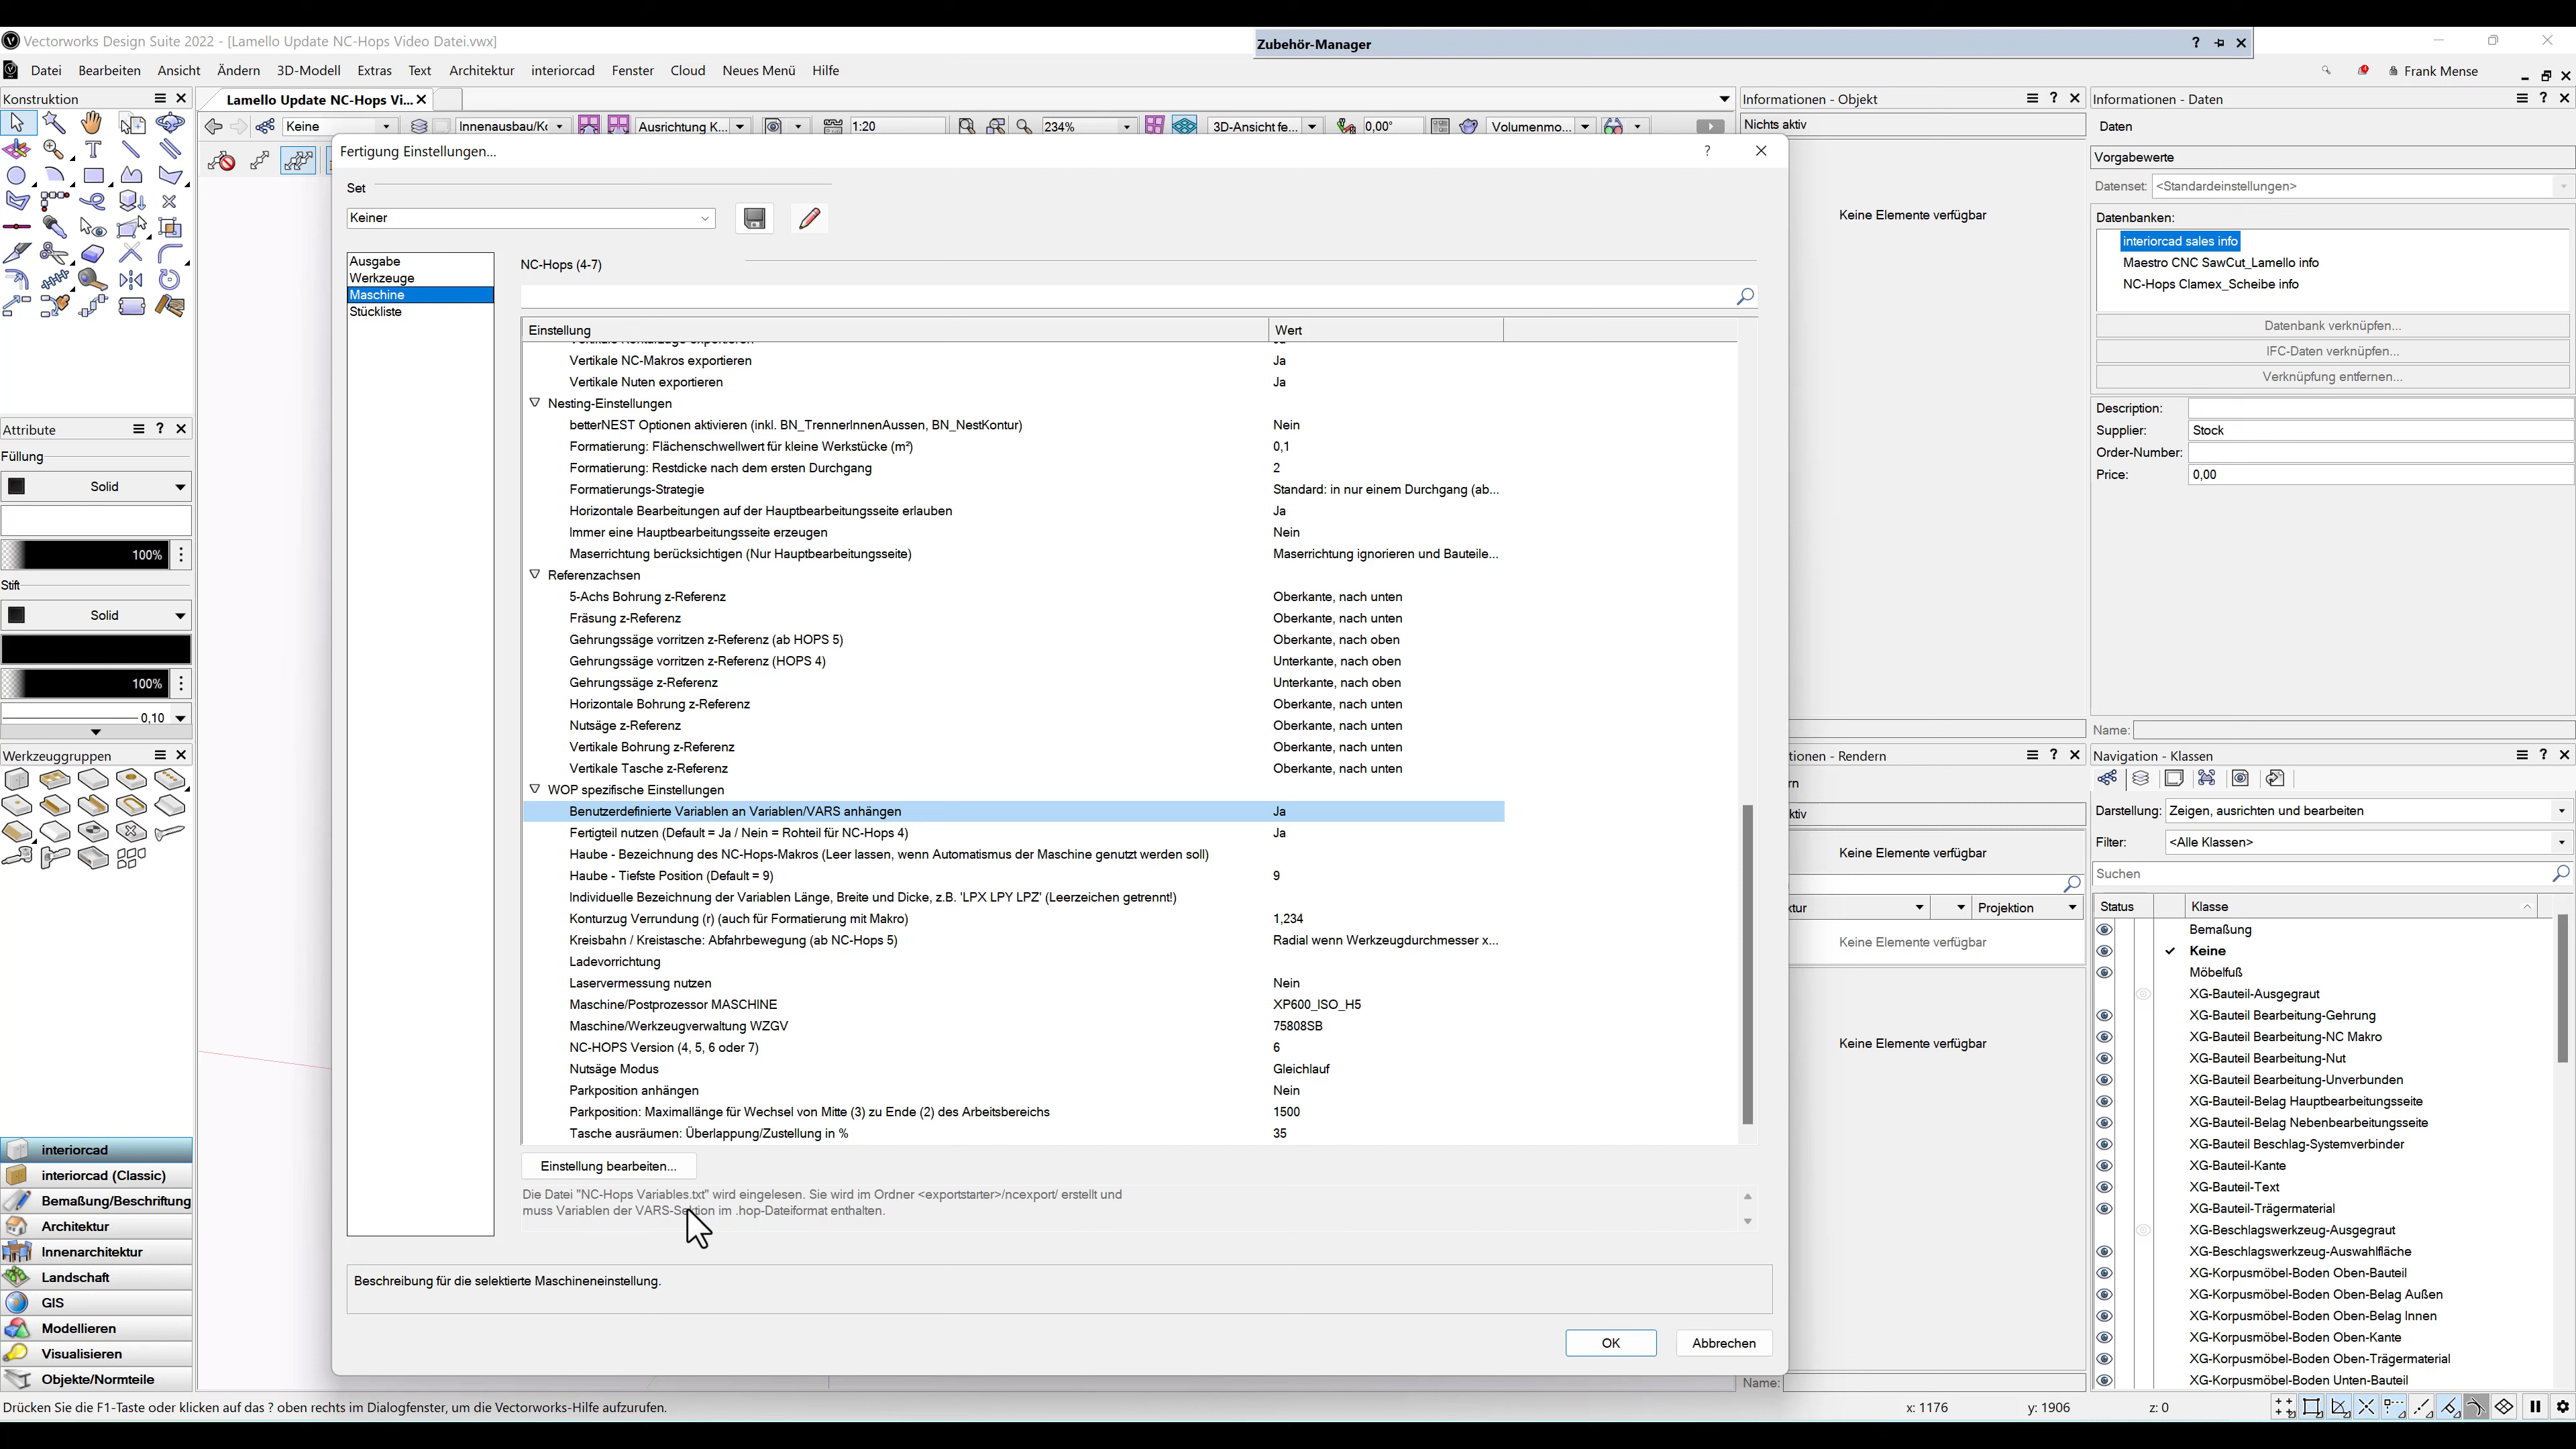 Vectorworks Design Suite 2022 - [Lamello Update NC-Hops Video Datei.vwx]
Zubehör-Manager
Datei Bearbeiten Ansicht Ändern 3D-Modell Extras Text Architektur interiorcad Fenster Cloud Neues Menü Hilfe
Frank Mense
Konstruktion
Lamello Update NC-Hops Vi...
Keine
Innenausbau/Kc
Ausrichtung K...
1:20
234%
3D-Ansicht fe...
0,00°
Volumenmo...
Attribute
Füllung
Solid
100%
Stift
Solid
100%
0,10
Werkzeuggruppen
interiorcad
interiorcad (Classic)
Bemaßung/Beschriftung
Architektur
Innenarchitektur
Landschaft
GIS
Modellieren
Visualisieren
Objekte/Normteile
Fertigung Einstellungen...
Set
Keiner
Ausgabe
Werkzeuge
Maschine
Stückliste
NC-Hops (4-7)
Einstellung Wert
Vertikale NC-Makros exportieren Ja
Vertikale Nuten exportieren Ja
Nesting-Einstellungen
betterNEST Optionen aktivieren (inkl. BN_TrennerInnenAussen, BN_NestKontur) Nein
Formatierung: Flächenschwellwert für kleine Werkstücke (m²) 0,1
Formatierung: Restdicke nach dem ersten Durchgang 2
Formatierungs-Strategie Standard: in nur einem Durchgang (ab...
Horizontale Bearbeitungen auf der Hauptbearbeitungsseite erlauben Ja
Immer eine Hauptbearbeitungsseite erzeugen Nein
Maserrichtung berücksichtigen (Nur Hauptbearbeitungsseite) Maserrichtung ignorieren und Bauteile...
Referenzachsen
5-Achs Bohrung z-Referenz Oberkante, nach unten
Fräsung z-Referenz Oberkante, nach unten
Gehrungssäge vorritzen z-Referenz (ab HOPS 5) Oberkante, nach oben
Gehrungssäge vorritzen z-Referenz (HOPS 4) Unterkante, nach oben
Gehrungssäge z-Referenz Unterkante, nach oben
Horizontale Bohrung z-Referenz Oberkante, nach unten
Nutsäge z-Referenz Oberkante, nach unten
Vertikale Bohrung z-Referenz Oberkante, nach unten
Vertikale Tasche z-Referenz Oberkante, nach unten
WOP spezifische Einstellungen
Benutzerdefinierte Variablen an Variablen/VARS anhängen Ja
Fertigteil nutzen (Default = Ja / Nein = Rohteil für NC-Hops 4) Ja
Haube - Bezeichnung des NC-Hops-Makros (Leer lassen, wenn Automatismus der Maschine genutzt werden soll)
Haube - Tiefste Position (Default = 9) 9
Individuelle Bezeichnung der Variablen Länge, Breite und Dicke, z.B. 'LPX LPY LPZ' (Leerzeichen getrennt!)
Konturzug Verrundung (r) (auch für Formatierung mit Makro) 1,234
Kreisbahn / Kreistasche: Abfahrbewegung (ab NC-Hops 5) Radial wenn Werkzeugdurchmesser x...
Ladevorrichtung
Laservermessung nutzen Nein
Maschine/Postprozessor MASCHINE XP600_ISO_H5
Maschine/Werkzeugverwaltung WZGV 75808SB
NC-HOPS Version (4, 5, 6 oder 7) 6
Nutsäge Modus Gleichlauf
Parkposition anhängen Nein
Parkposition: Maximallänge für Wechsel von Mitte (3) zu Ende (2) des Arbeitsbereichs 1500
Tasche ausräumen: Überlappung/Zustellung in % 35
Einstellung bearbeiten...
Die Datei "NC-Hops Variables.txt" wird eingelesen. Sie wird im Ordner <exportstarter>/ncexport/ erstellt und
muss Variablen der VARS-Sektion im .hop-Dateiformat enthalten.
Beschreibung für die selektierte Maschineneinstellung.
OK Abbrechen
Informationen - Objekt
Nichts aktiv
Keine Elemente verfügbar
tionen - Rendern
rn
ktiv
Keine Elemente verfügbar
ktur
Projektion
Keine Elemente verfügbar
Keine Elemente verfügbar
Name:
Informationen - Daten
Daten
Vorgabewerte
Datenset: <Standardeinstellungen>
Datenbanken:
interiorcad sales info
Maestro CNC SawCut_Lamello info
NC-Hops Clamex_Scheibe info
Datenbank verknüpfen...
IFC-Daten verknüpfen...
Verknüpfung entfernen...
Description:
Supplier: Stock
Order-Number:
Price: 0,00
Name:
Navigation - Klassen
Darstellung: Zeigen, ausrichten und bearbeiten
Filter: <Alle Klassen>
Suchen
Status Klasse
Bemaßung
Keine
Möbelfuß
XG-Bauteil-Ausgegraut
XG-Bauteil Bearbeitung-Gehrung
XG-Bauteil Bearbeitung-NC Makro
XG-Bauteil Bearbeitung-Nut
XG-Bauteil Bearbeitung-Unverbunden
XG-Bauteil-Belag Hauptbearbeitungsseite
XG-Bauteil-Belag Nebenbearbeitungsseite
XG-Bauteil Beschlag-Systemverbinder
XG-Bauteil-Kante
XG-Bauteil-Text
XG-Bauteil-Trägermaterial
XG-Beschlagswerkzeug-Ausgegraut
XG-Beschlagswerkzeug-Auswahlfläche
XG-Korpusmöbel-Boden Oben-Bauteil
XG-Korpusmöbel-Boden Oben-Belag Außen
XG-Korpusmöbel-Boden Oben-Belag Innen
XG-Korpusmöbel-Boden Oben-Kante
XG-Korpusmöbel-Boden Oben-Trägermaterial
XG-Korpusmöbel-Boden Unten-Bauteil
Drücken Sie die F1-Taste oder klicken auf das ? oben rechts im Dialogfenster, um die Vectorworks-Hilfe aufzurufen.
x: 1176 y: 1906 z: 0